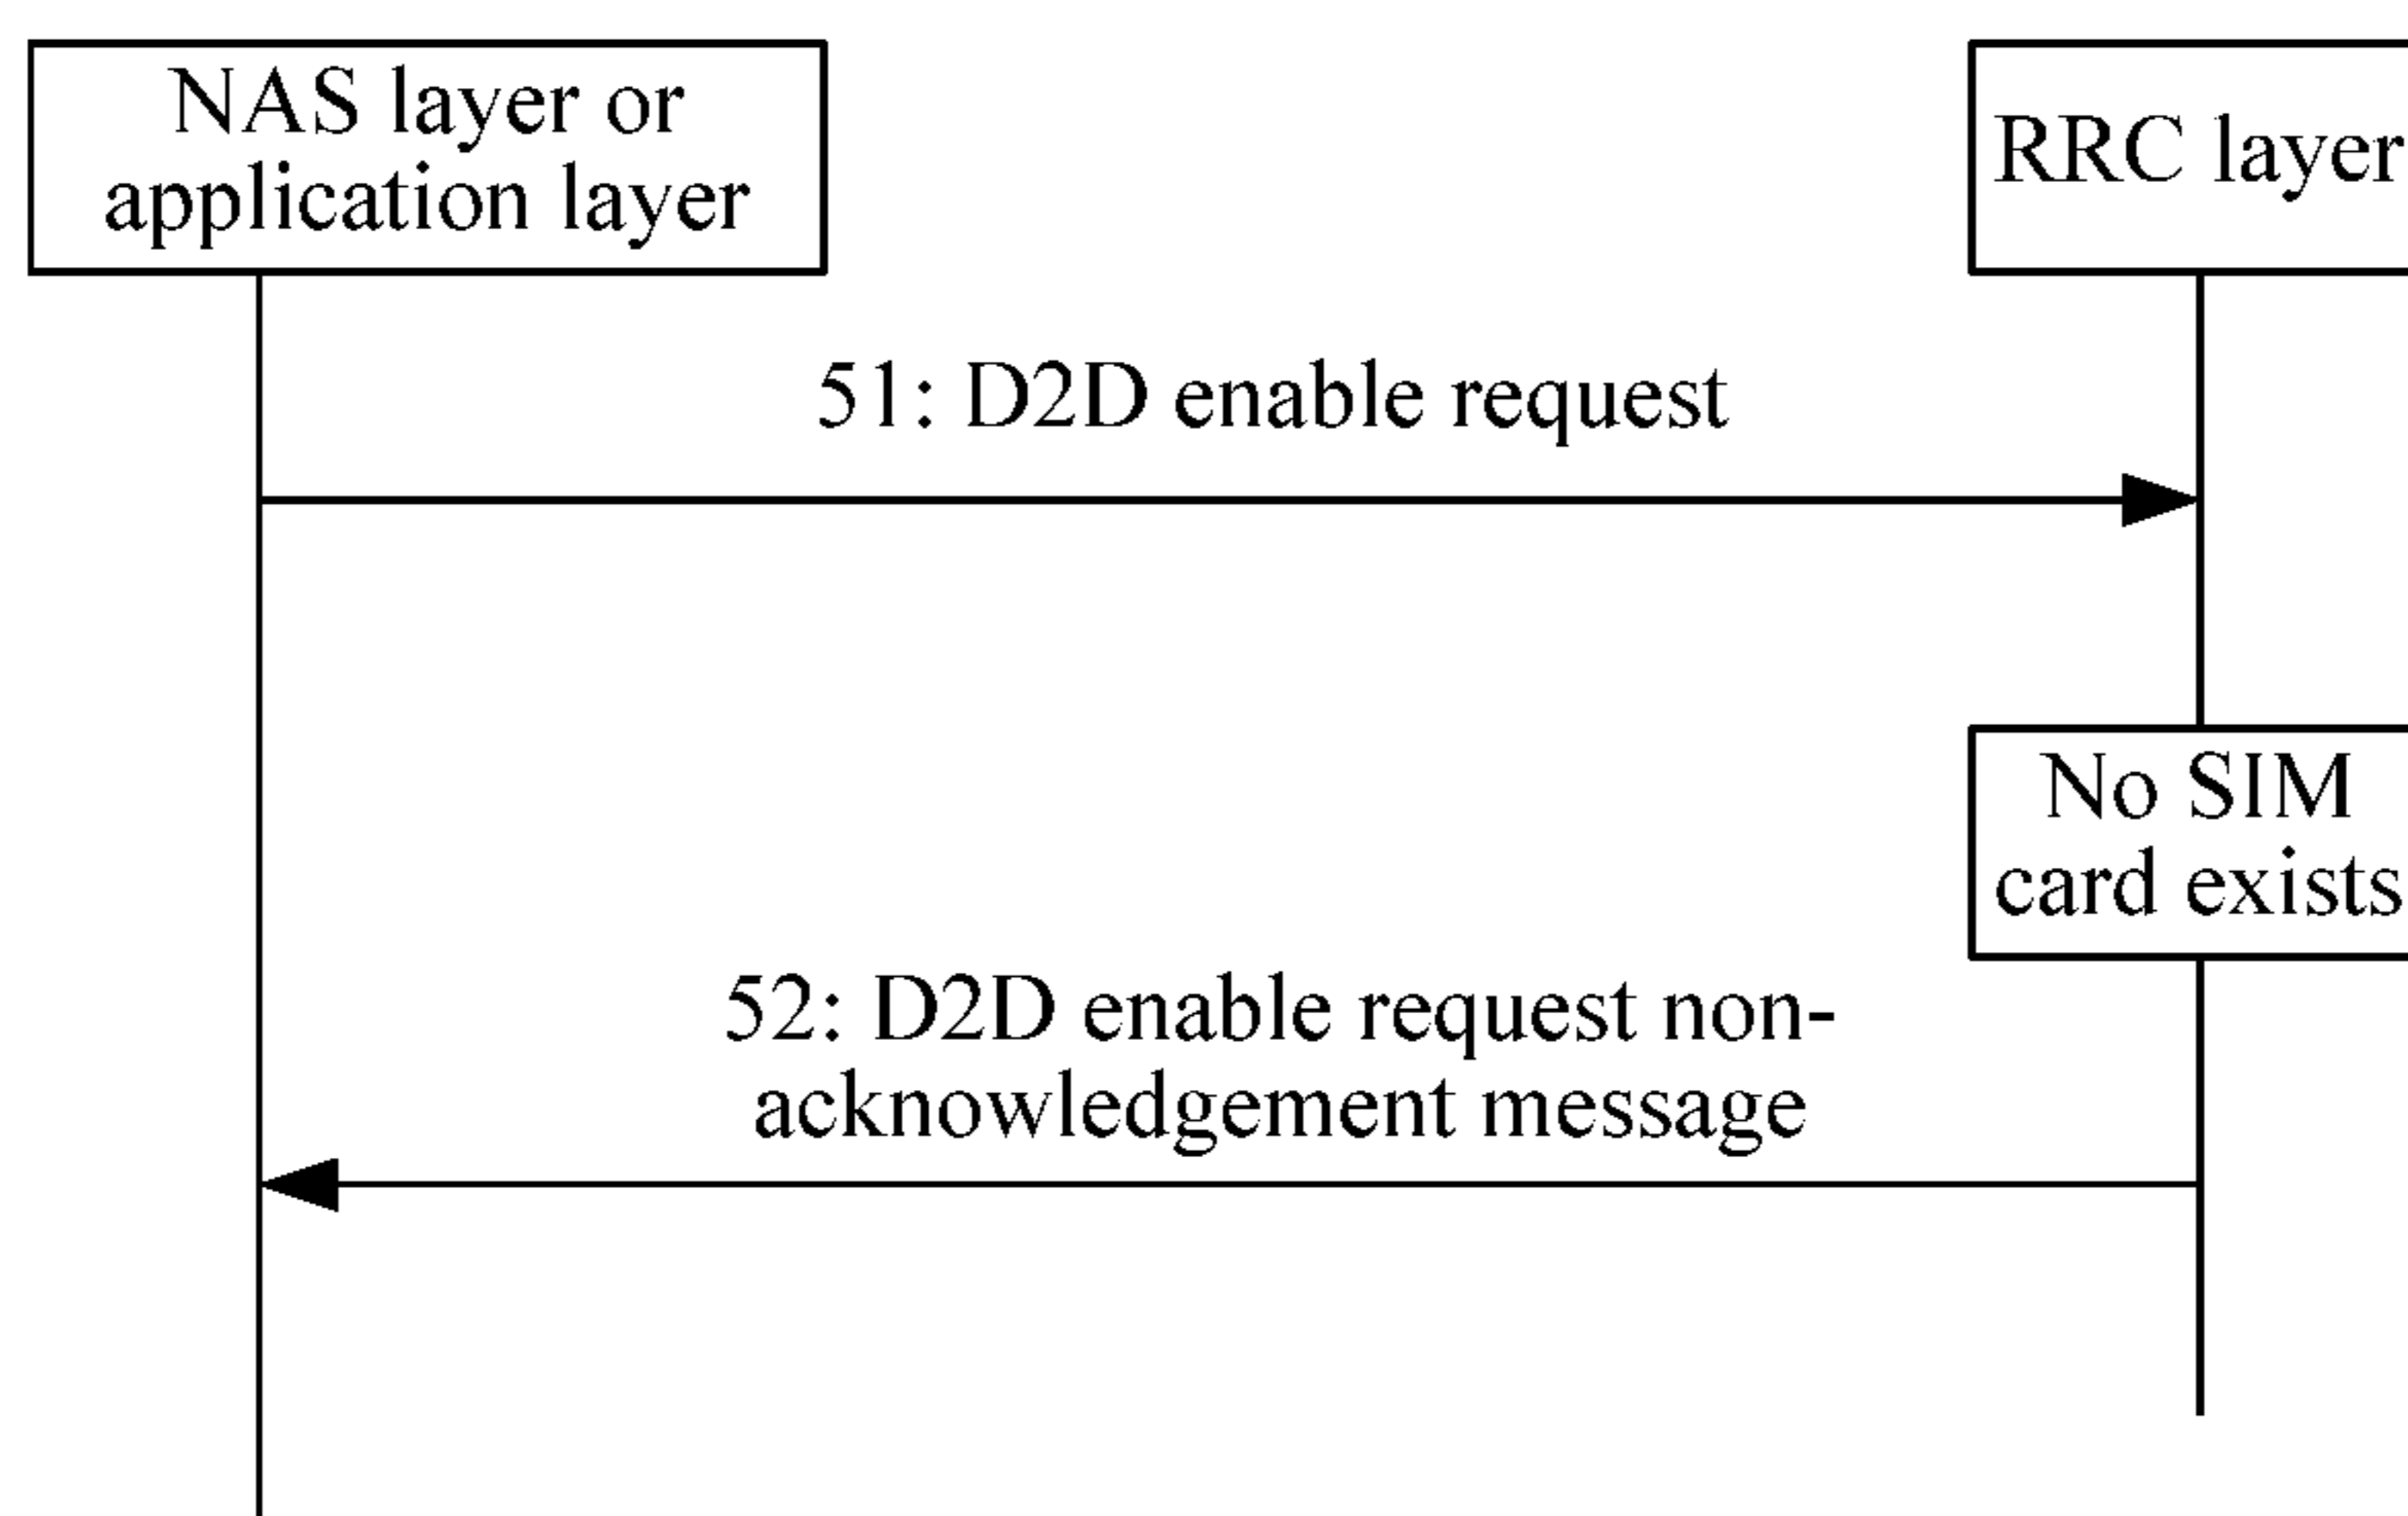 NAS layer or
application layer
RRC layer
51: D2D enable request
No SIM
card exists
52: D2D enable request non-
acknowledgement message